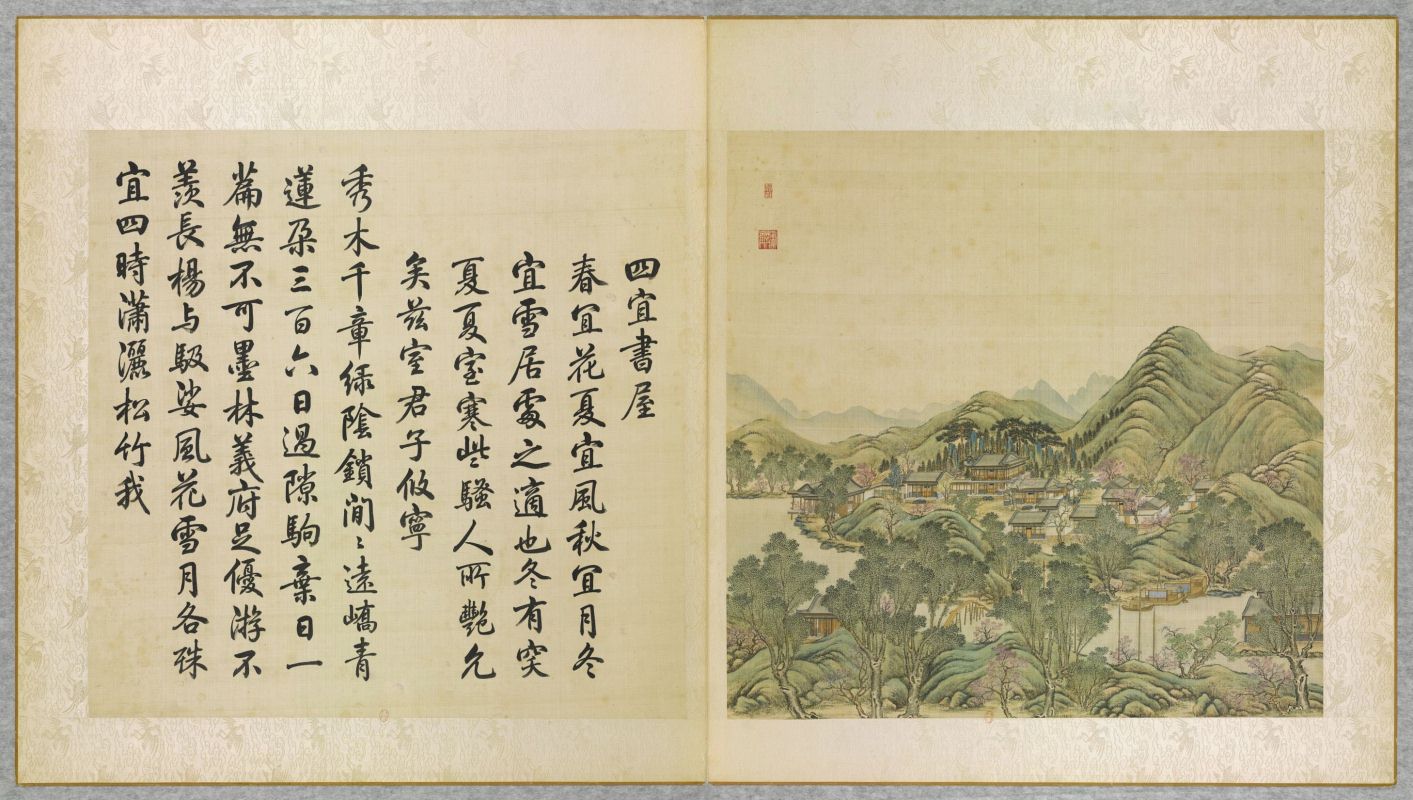 四宜書屋
春宜花夏宜風秋宜月冬
宜雪居處之適也冬有突
夏夏室寒些騷人所艷允
矣茲室君子攸寧
秀木千章綠陰鎖閒〻遠嶠青
蓮朶三百六日過隙駒棄日一
篇無不可墨林義府足優游不
羨長楊与馺娑風花雪月各殊
宜四時瀟灑松竹我